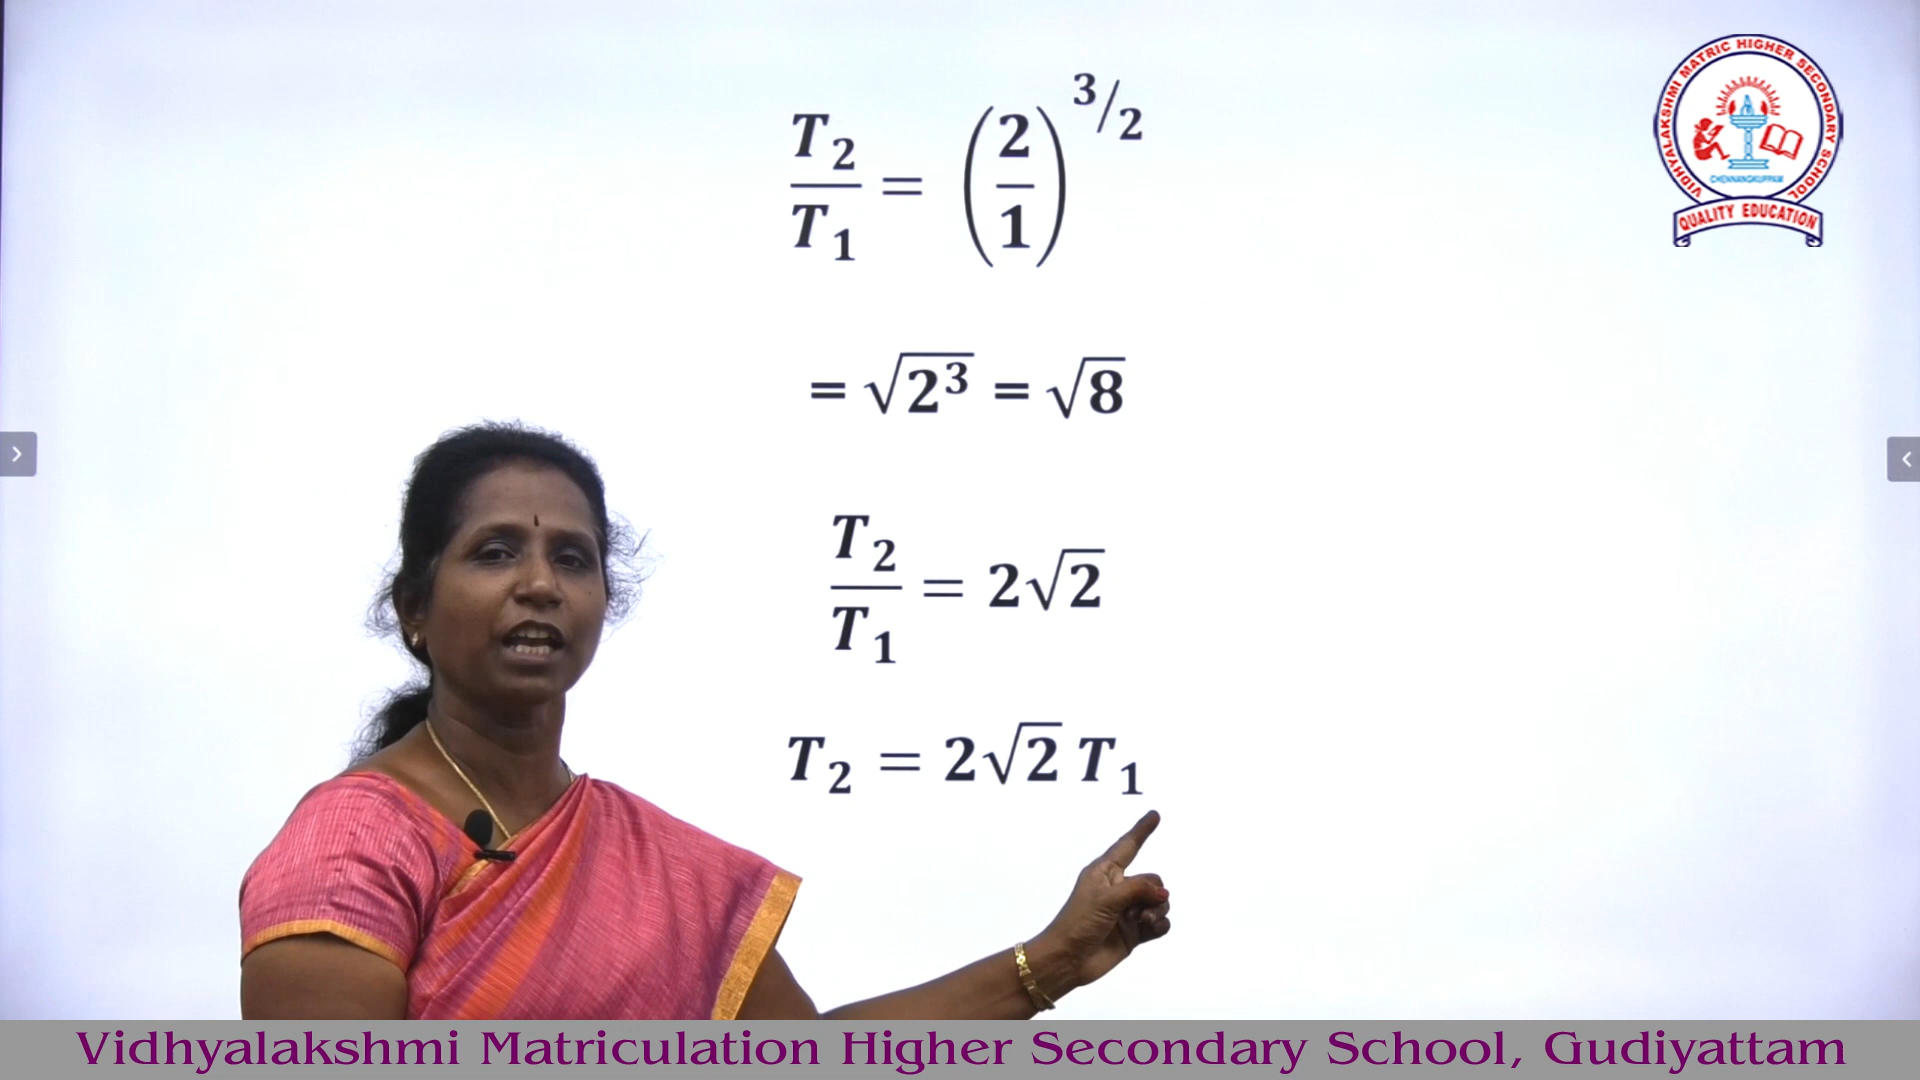 T₂/T₁ = (2/1)^3/2
= √2³ = √8
T₂/T₁ = 2√2
T₂ = 2√2 T₁
VIDHYALAKSHMI MATRIC HIGHER SECONDARY SCHOOL
CHENNANGKUPPAM
QUALITY EDUCATION
Vidhyalakshmi Matriculation Higher Secondary School, Gudiyattam